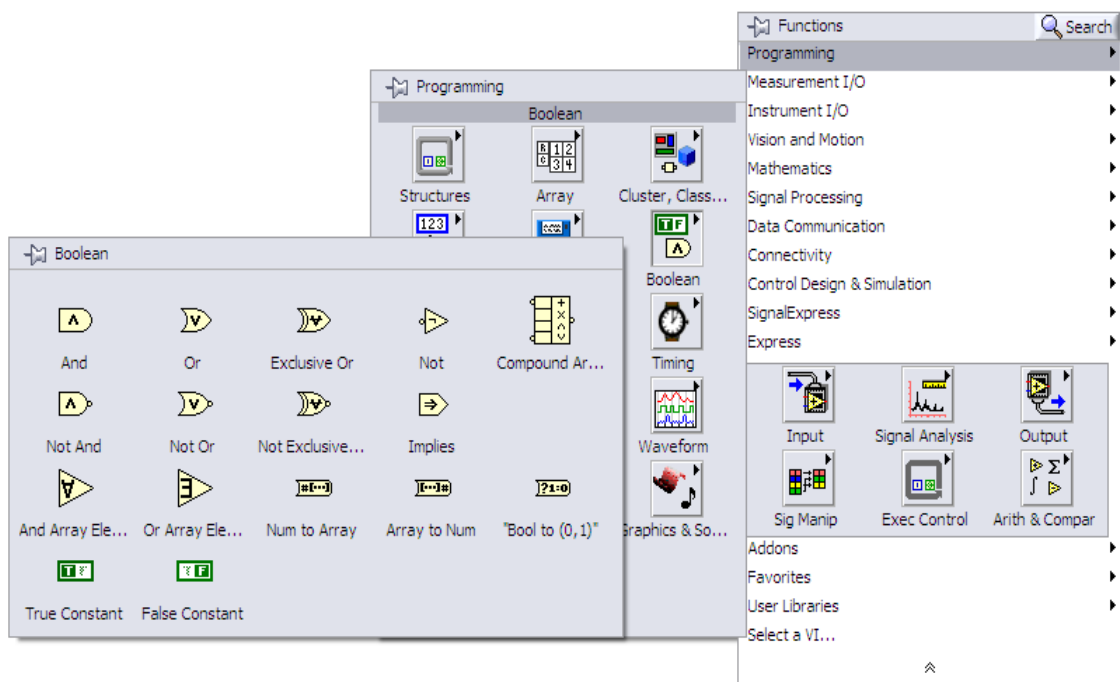 Functions
Search
Programming
Measurement I/O
Instrument I/O
Vision and Motion
Mathematics
Signal Processing
Data Communication
Connectivity
Control Design & Simulation
SignalExpress
Express
Input
Signal Analysis
Output
Sig Manip
Exec Control
Arith & Compar
Addons
Favorites
User Libraries
Select a VI...
Programming
Boolean
Structures
Array
Cluster, Class...
123
Boolean
Timing
Waveform
Graphics & So...
Boolean
And
Or
Exclusive Or
Not
Compound Ar...
Not And
Not Or
Not Exclusive...
Implies
And Array Ele...
Or Array Ele...
Num to Array
Array to Num
"Bool to (0,1)"
True Constant
False Constant